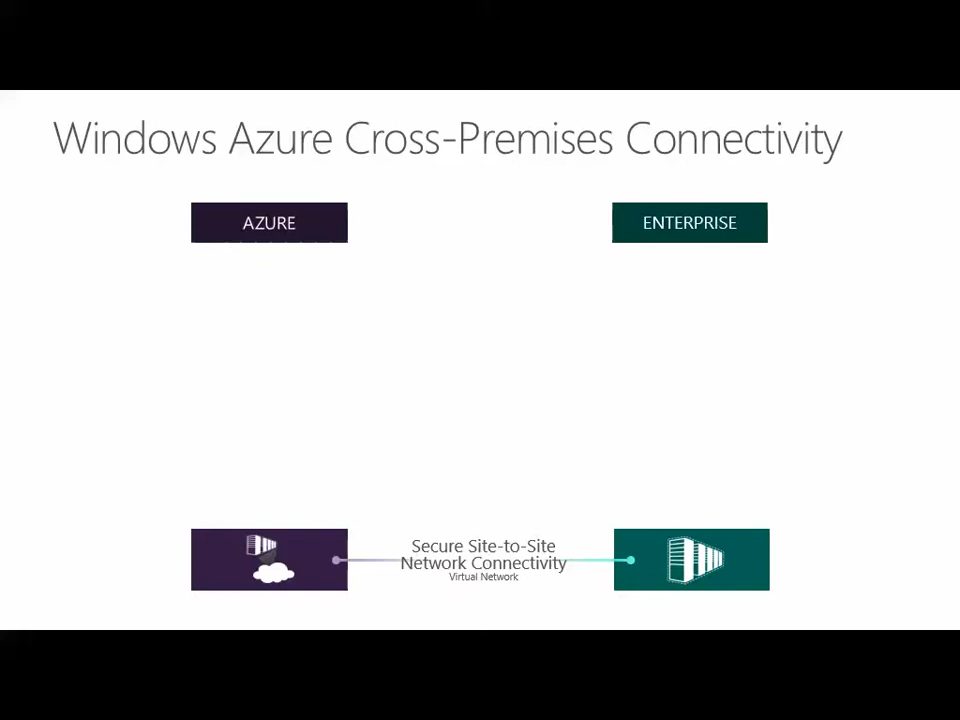 Windows Azure Cross-Premises Connectivity
AZURE
ENTERPRISE
Secure Site-to-Site
Network Connectivity
Virtual Network